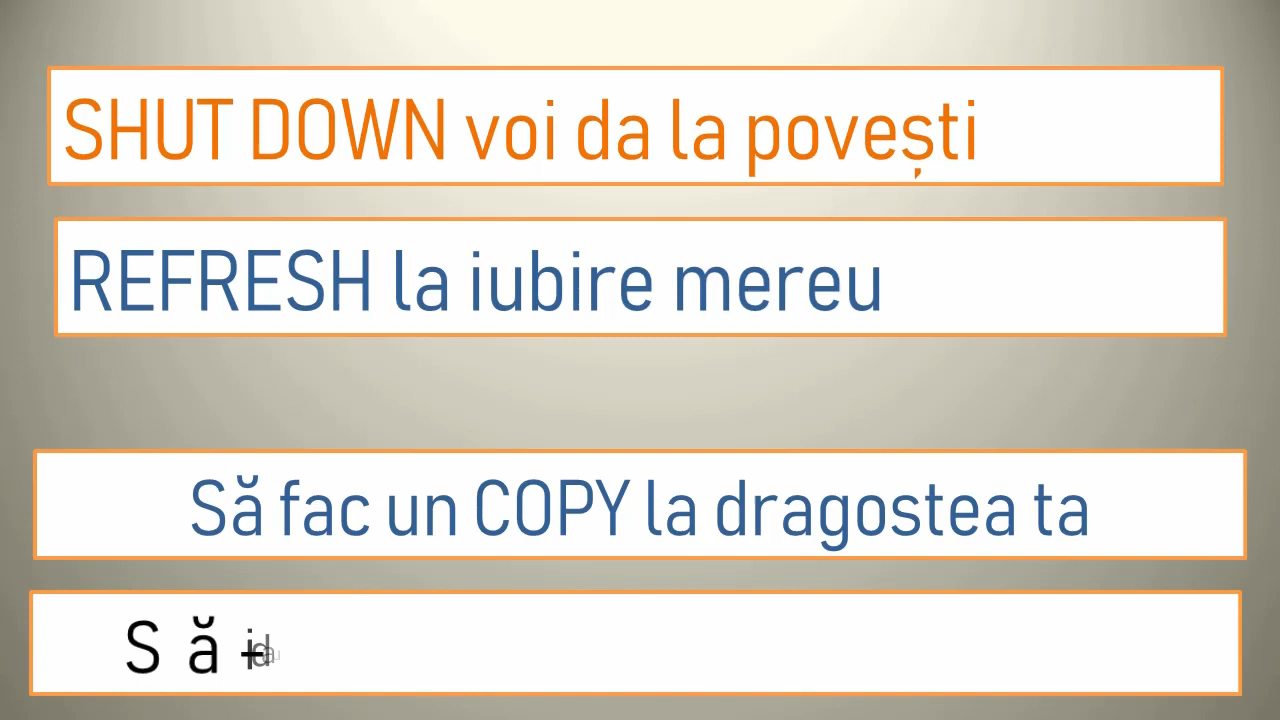 SHUT DOWN voi da la povești
REFRESH la iubire mereu
Să fac un COPY la dragostea ta
Să